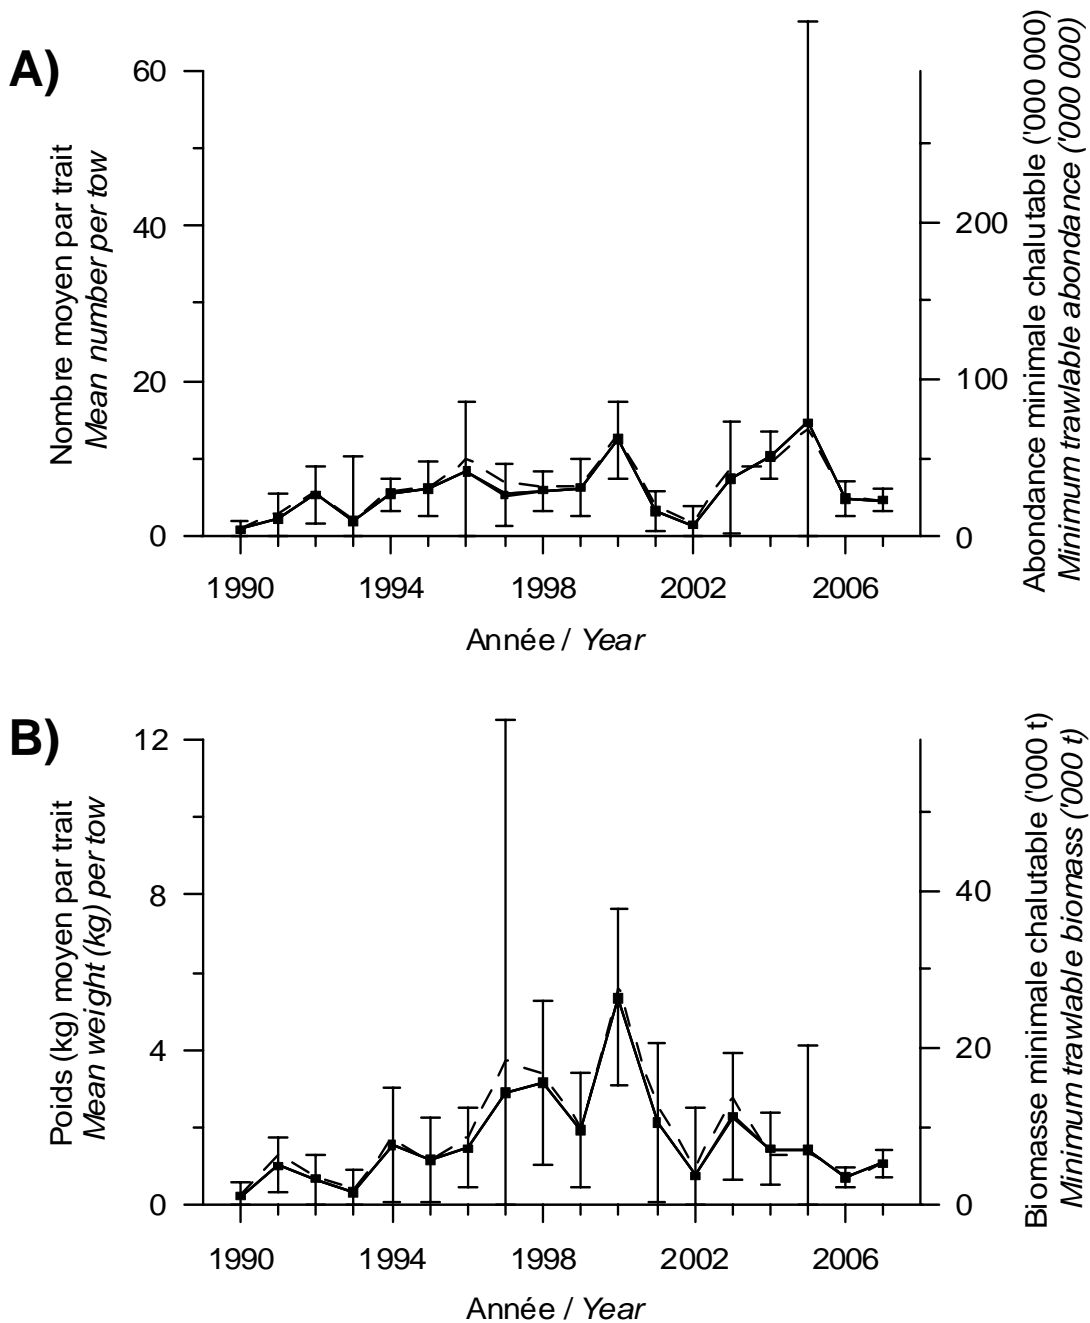 A)
Nombre moyen par trait
Mean number per tow
60
40
20
0
200
100
0
Abondance minimale chalutable ('000 000)
Minimum trawlable abondance ('000 000)
1990 1994 1998 2002 2006
Année / Year
B)
Poids (kg) moyen par trait
Mean weight (kg) per tow
12
8
4
0
40
20
0
Biomasse minimale chalutable ('000 t)
Minimum trawlable biomass ('000 t)
1990 1994 1998 2002 2006
Année / Year